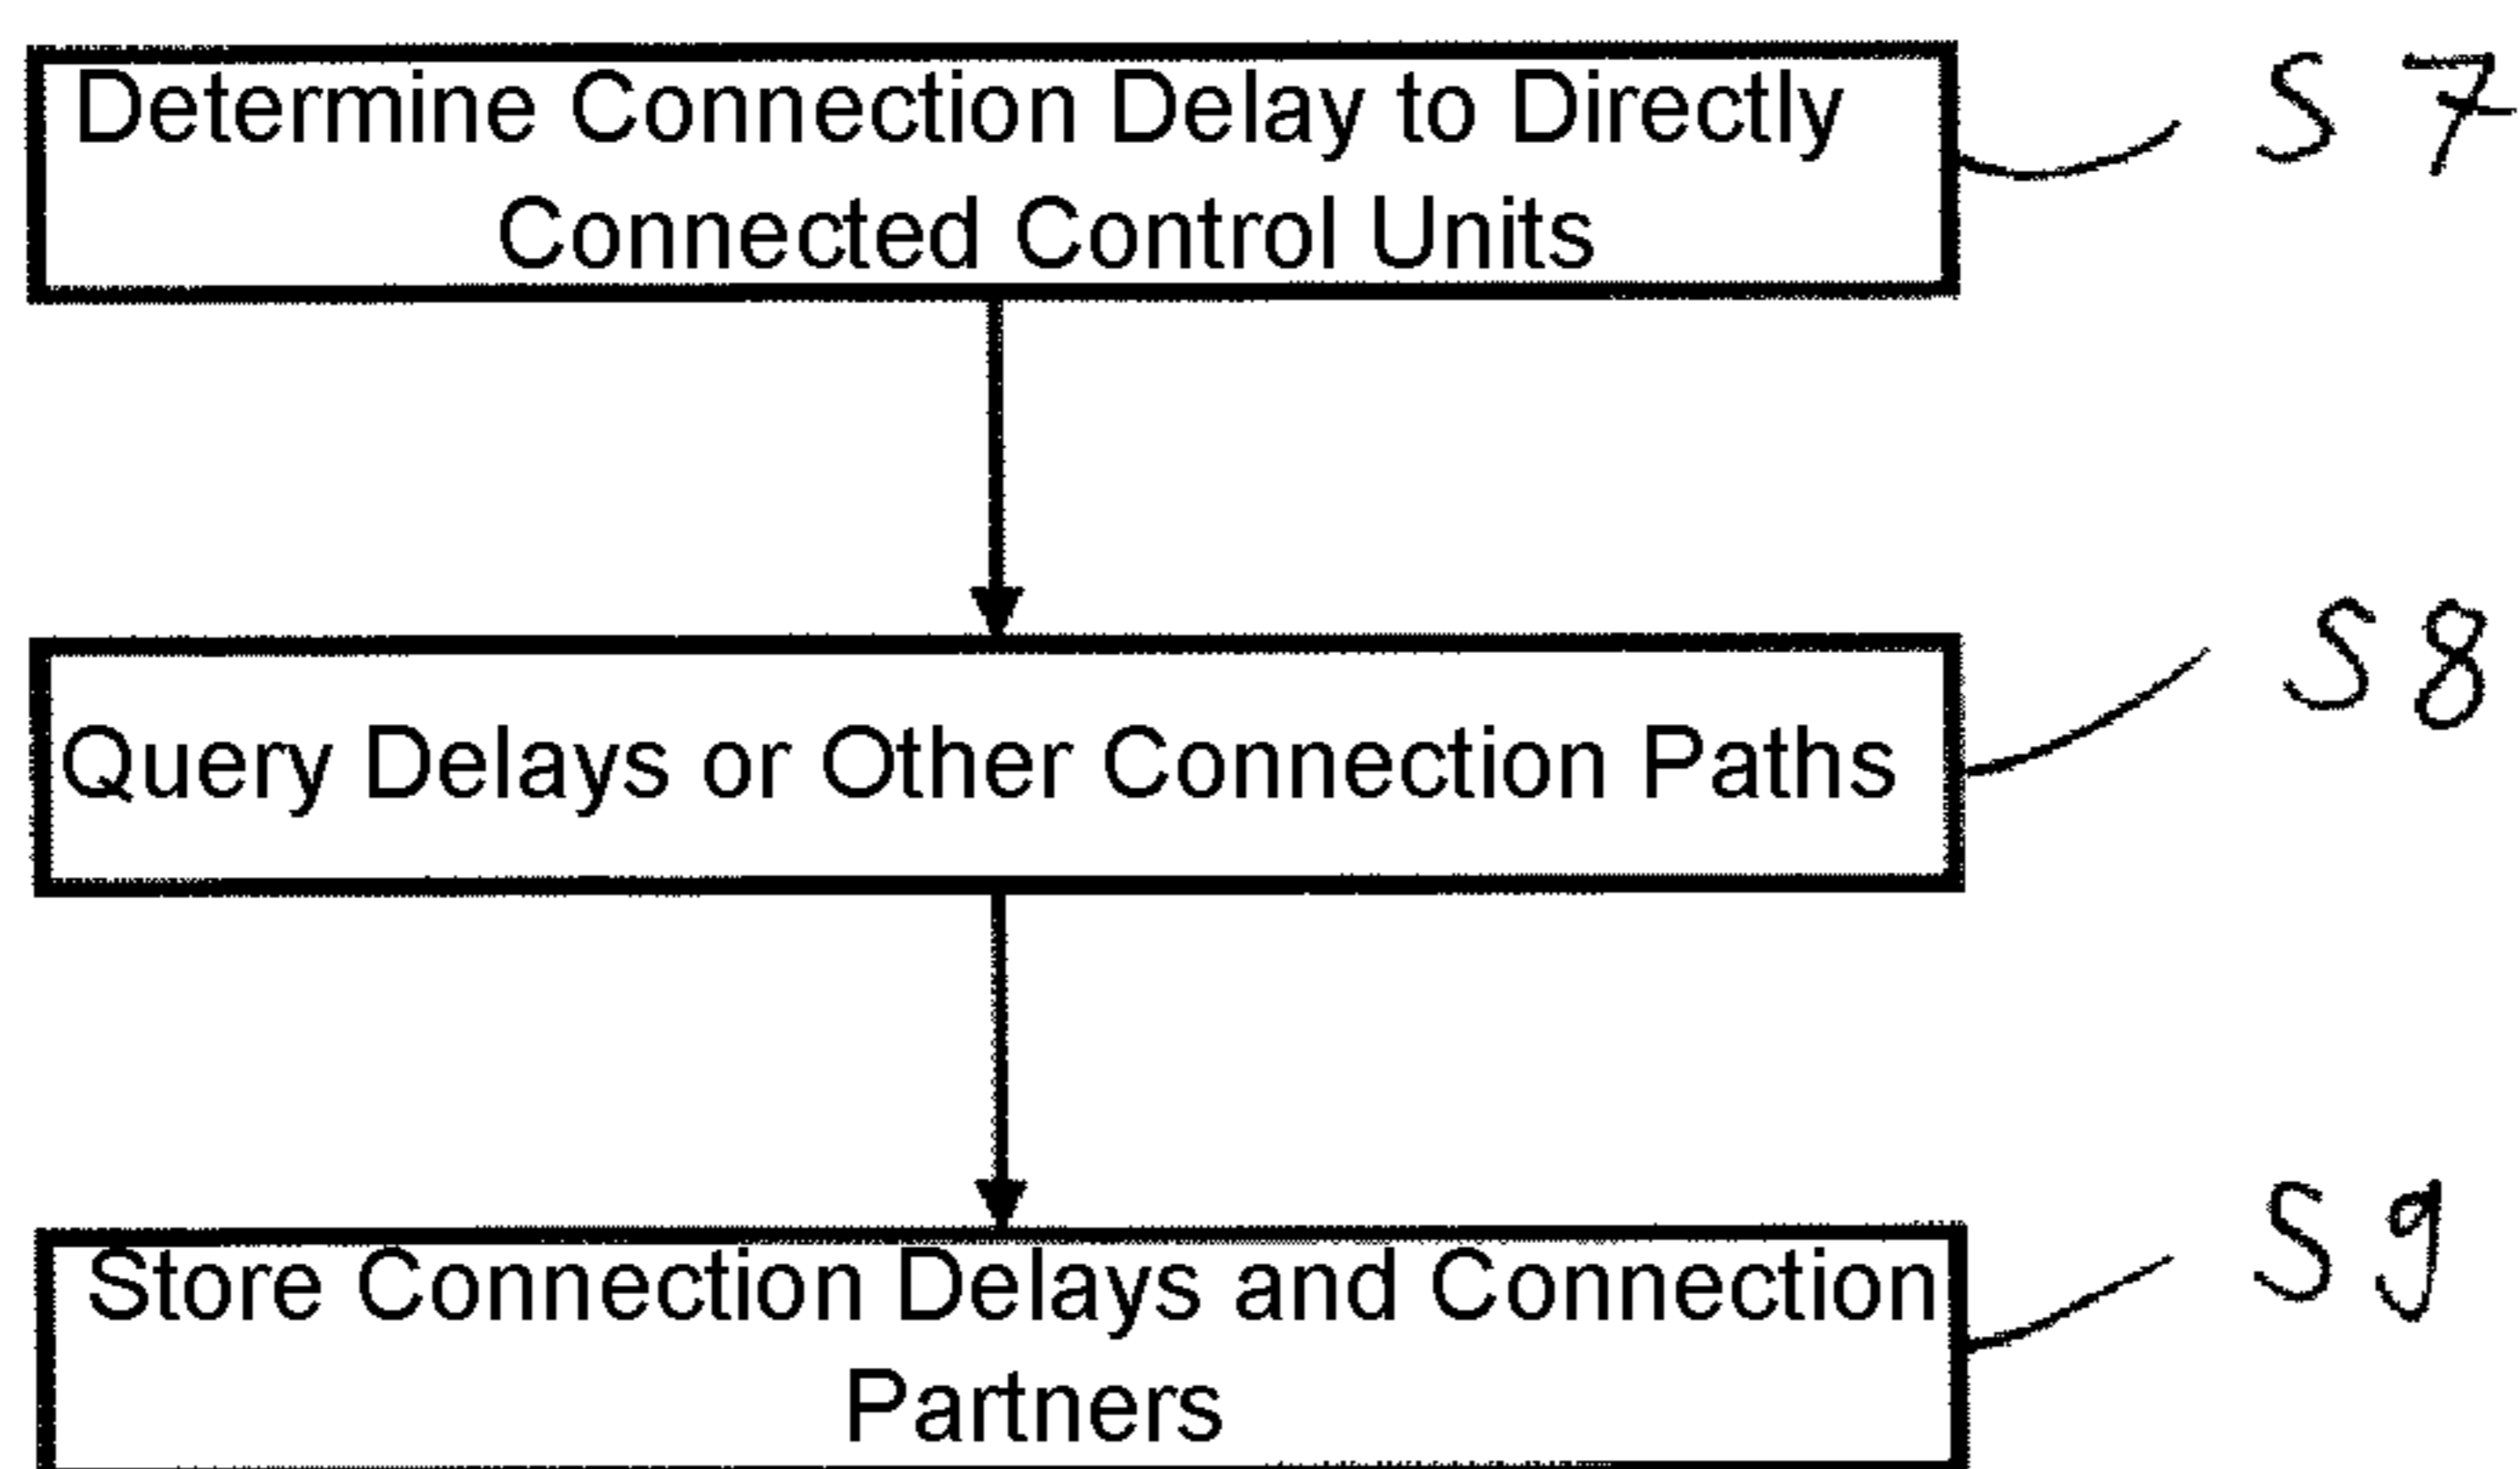 Determine Connection Delay to Directly
Connected Control Units
S7
Query Delays or Other Connection Paths
S8
Store Connection Delays and Connection
Partners
S9